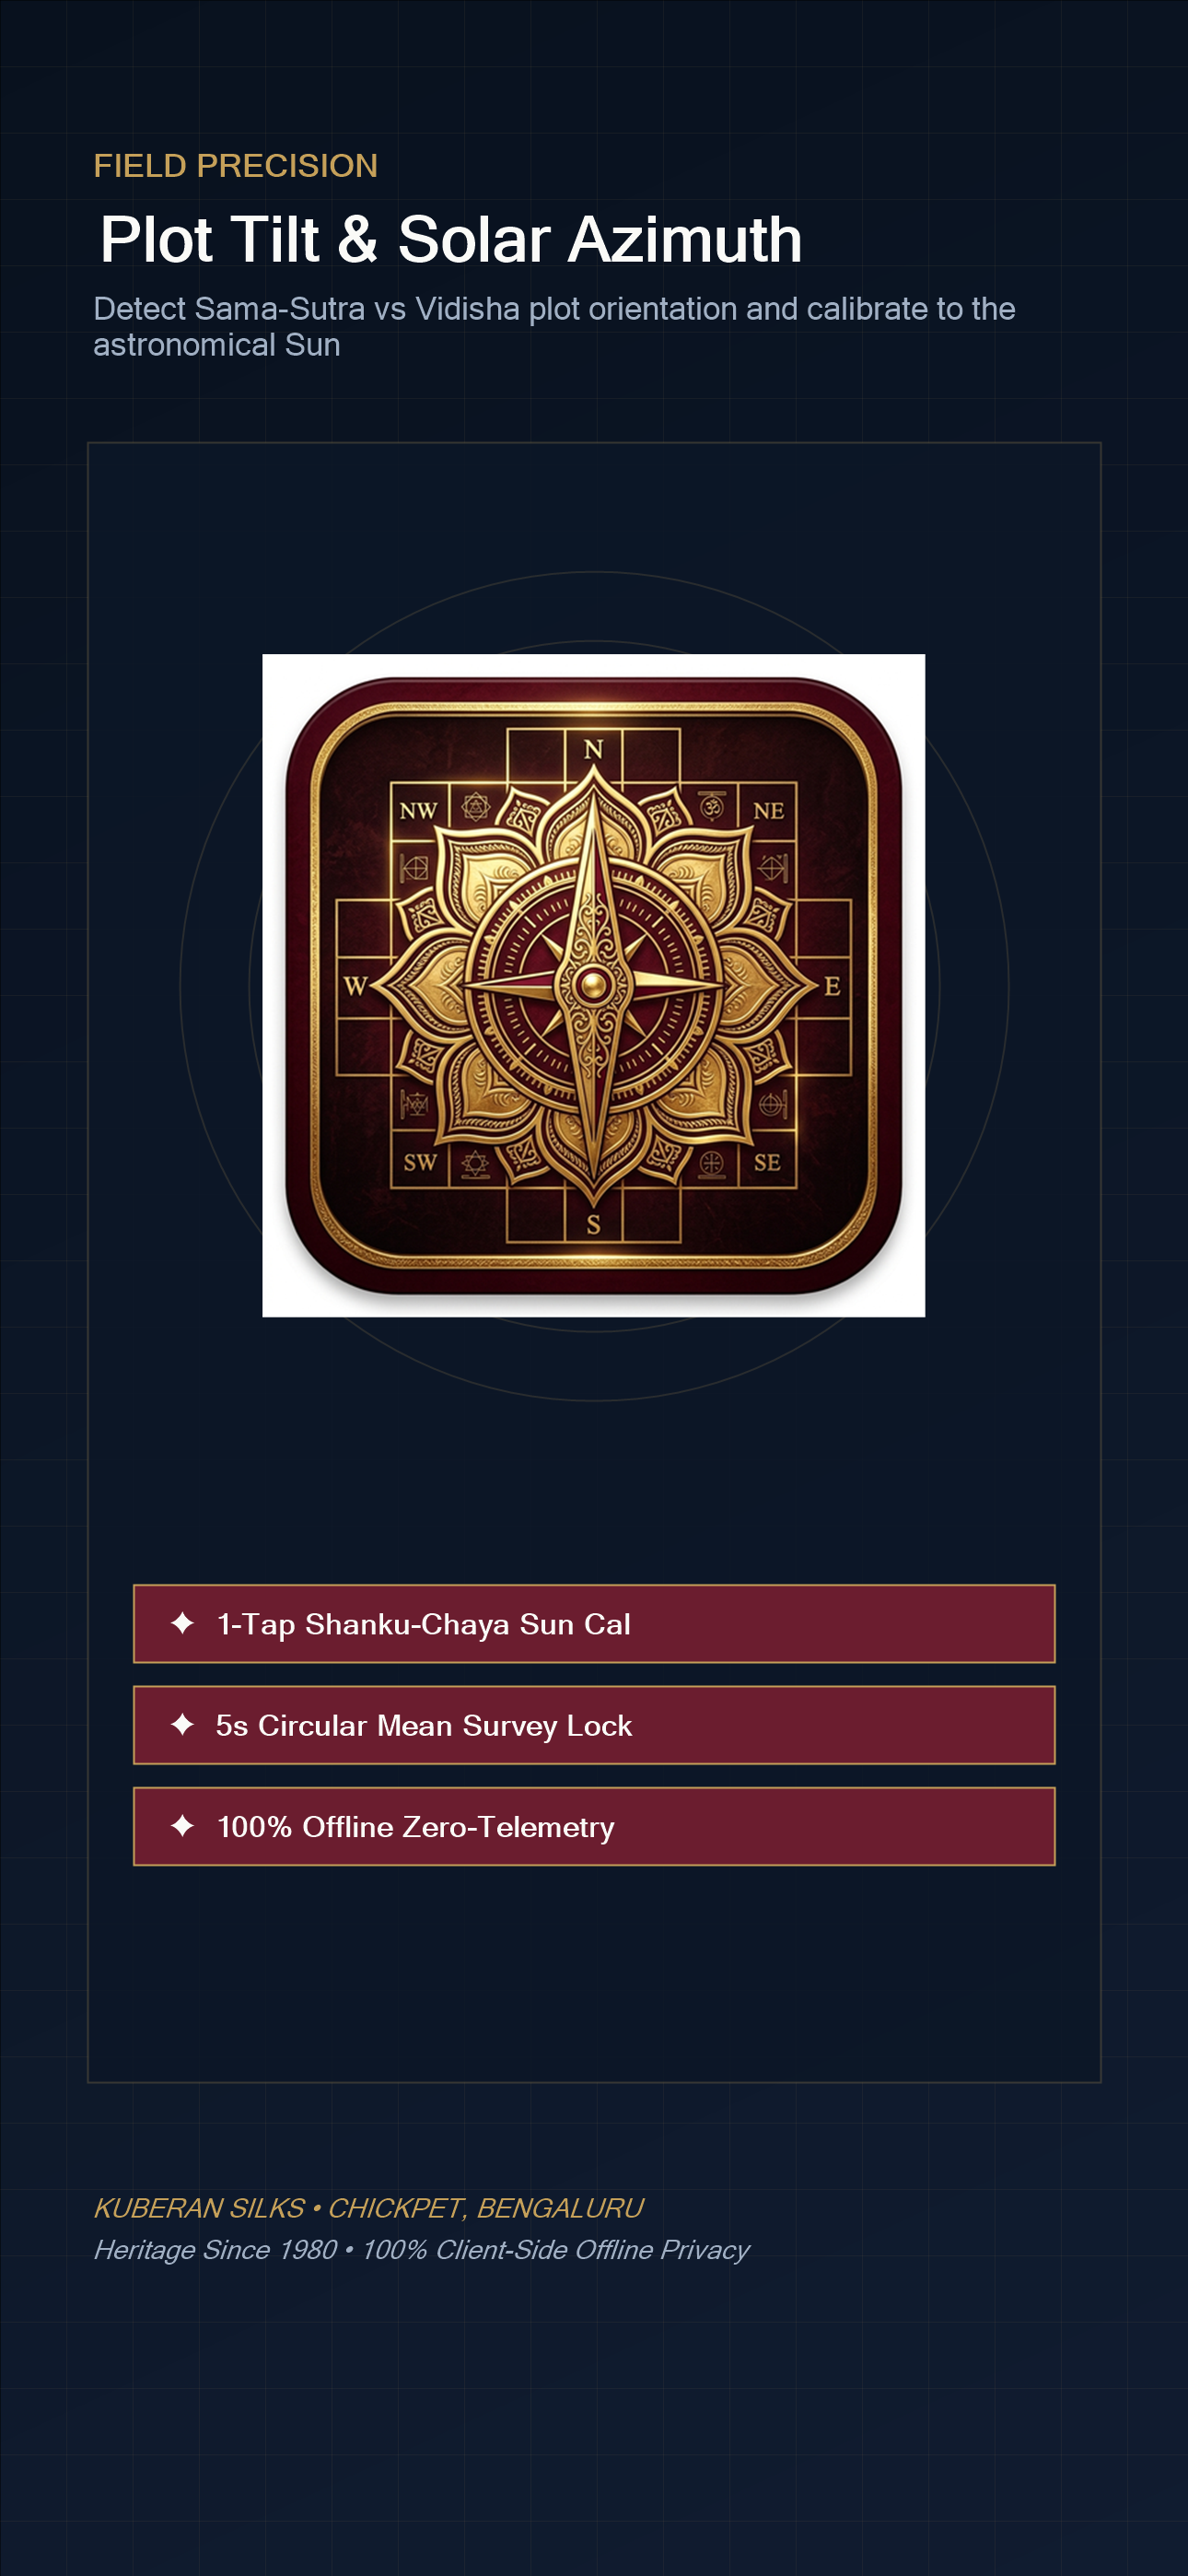 FIELD PRECISION
Plot Tilt & Solar Azimuth
Detect Sama-Sutra vs Vidisha plot orientation and calibrate to the
astronomical Sun
N
NW
NE
W
E
SW
SE
S
✦ 1-Tap Shanku-Chaya Sun Cal
✦ 5s Circular Mean Survey Lock
✦ 100% Offline Zero-Telemetry
KUBERAN SILKS • CHICKPET, BENGALURU
Heritage Since 1980 • 100% Client-Side Offline Privacy